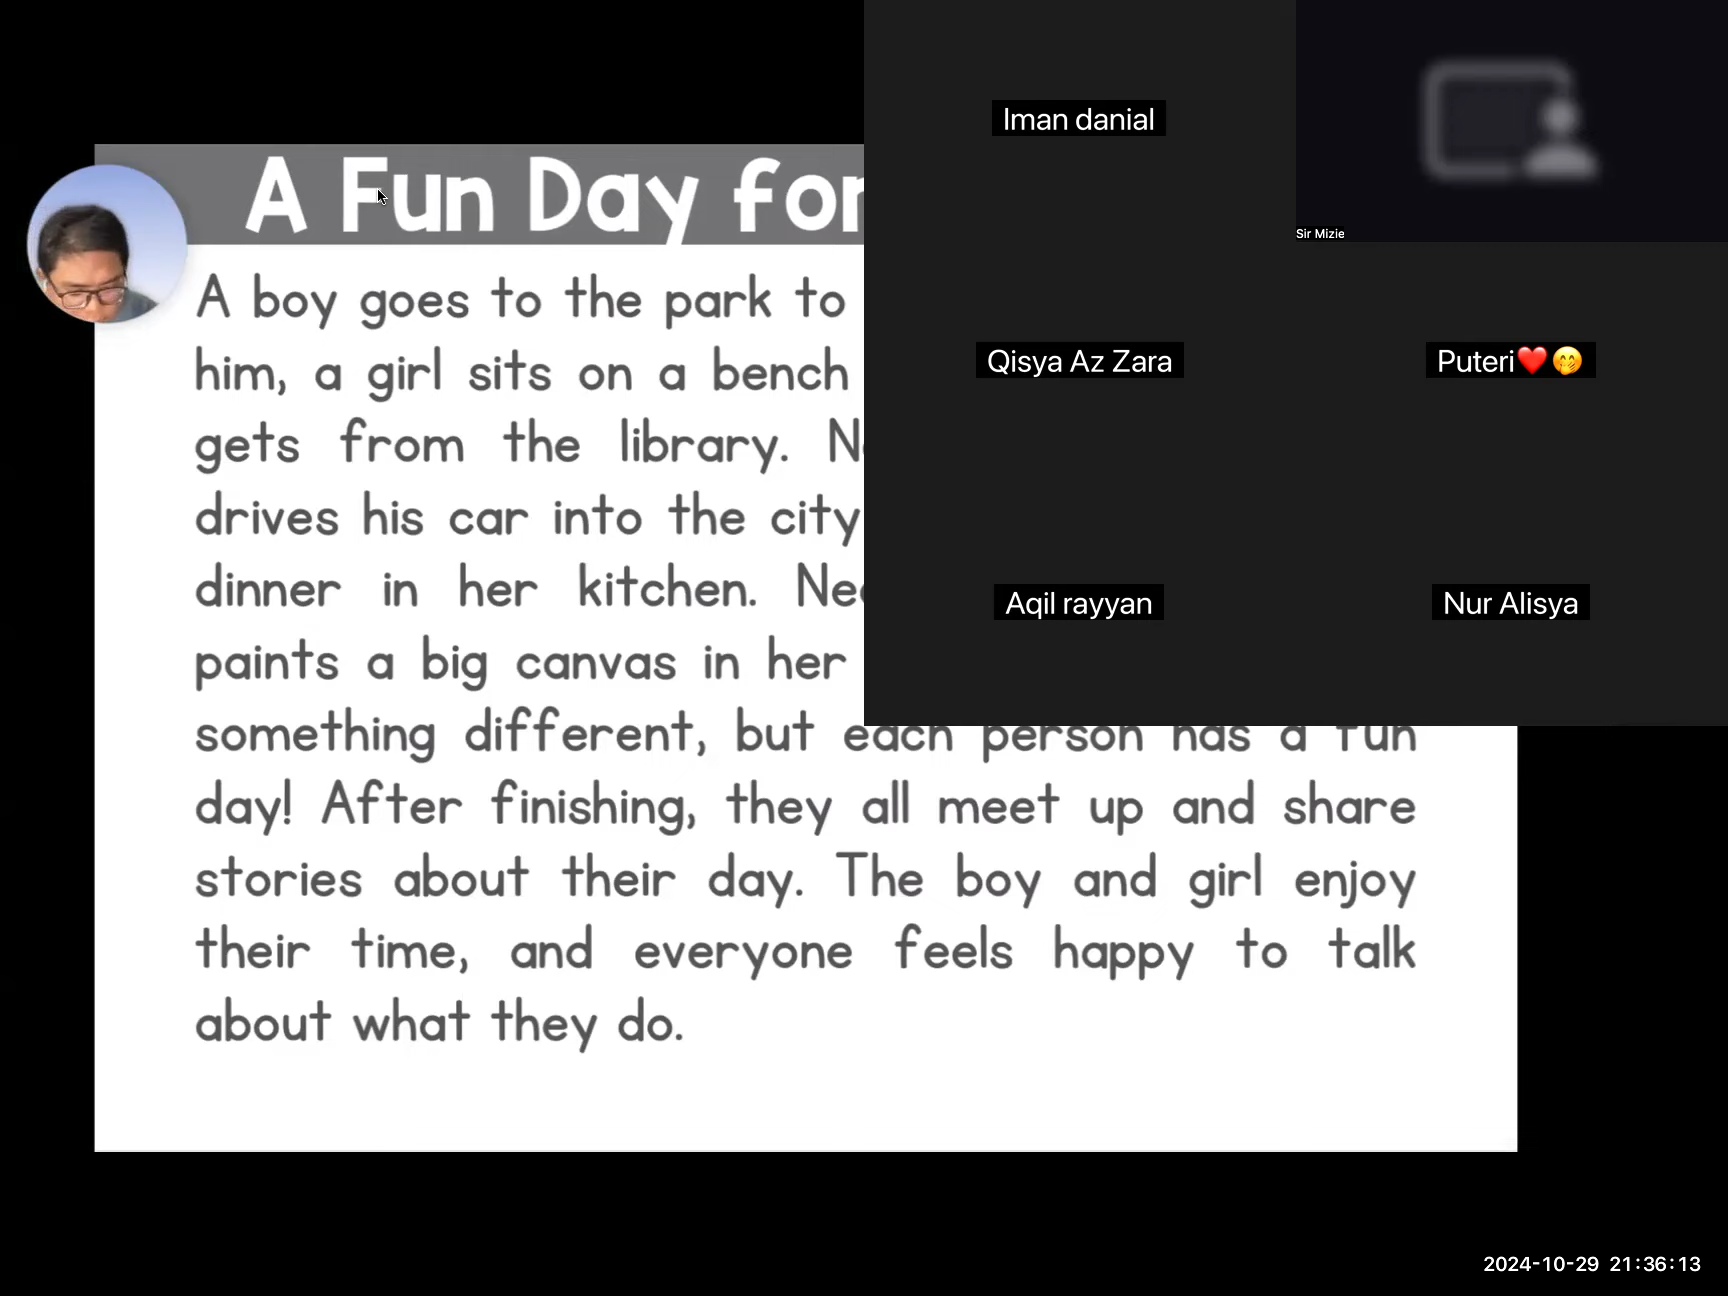 A Fun Day for
A boy goes to the park to
him, a girl sits on a bench
gets from the library.
drives his car into the city
dinner in her kitchen.
paints a big canvas in her
something different, but each person has a fun
day! After finishing, they all meet up and share
stories about their day. The boy and girl enjoy
their time, and everyone feels happy to talk
about what they do.
Iman danial
Sir Mizie
Qisya Az Zara
Puteri❤️🤭
Aqil rayyan
Nur Alisya
2024-10-29 21:36:13